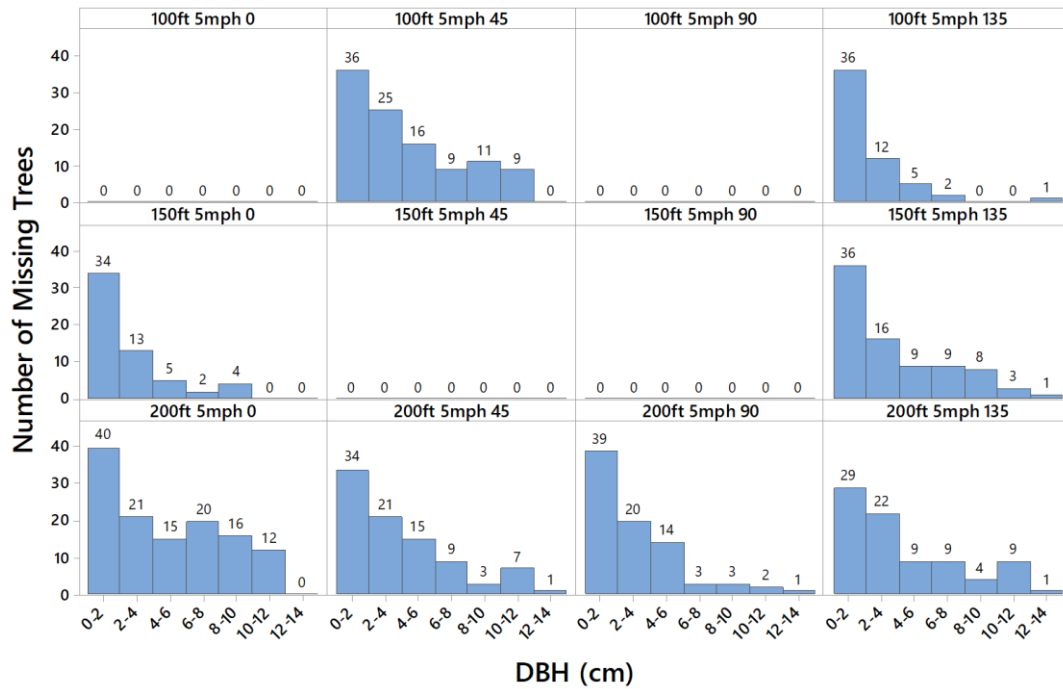 100ft 5mph 0 100ft 5mph 45 100ft 5mph 90 100ft 5mph 135
40
30
20
10
0
0 0 0 0 0 0 0
36 25 16 9 11 9 0
0 0 0 0 0 0 0
36 12 5 2 0 0 1
150ft 5mph 0 150ft 5mph 45 150ft 5mph 90 150ft 5mph 135
40
30
20
10
0
34 13 5 2 4 0 0
0 0 0 0 0 0 0
0 0 0 0 0 0 0
36 16 9 9 8 3 1
200ft 5mph 0 200ft 5mph 45 200ft 5mph 90 200ft 5mph 135
40
30
20
10
0
40 21 15 20 16 12 0
34 21 15 9 3 7 1
39 20 14 3 3 2 1
29 22 9 9 4 9 1
0-2 2-4 4-6 6-8 8-10 10-12 12-14 0-2 2-4 4-6 6-8 8-10 10-12 12-14 0-2 2-4 4-6 6-8 8-10 10-12 12-14 0-2 2-4 4-6 6-8 8-10 10-12 12-14
Number of Missing Trees
DBH (cm)